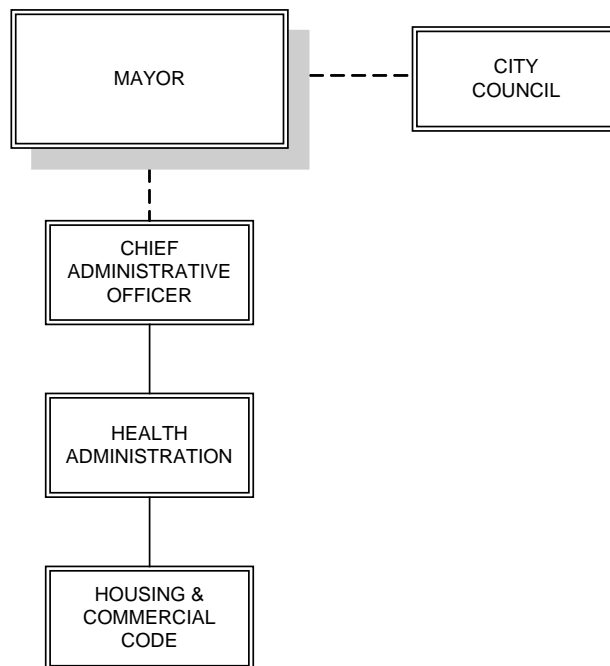 MAYOR
CITY
COUNCIL
CHIEF
ADMINISTRATIVE
OFFICER
HEALTH
ADMINISTRATION
HOUSING &
COMMERCIAL
CODE